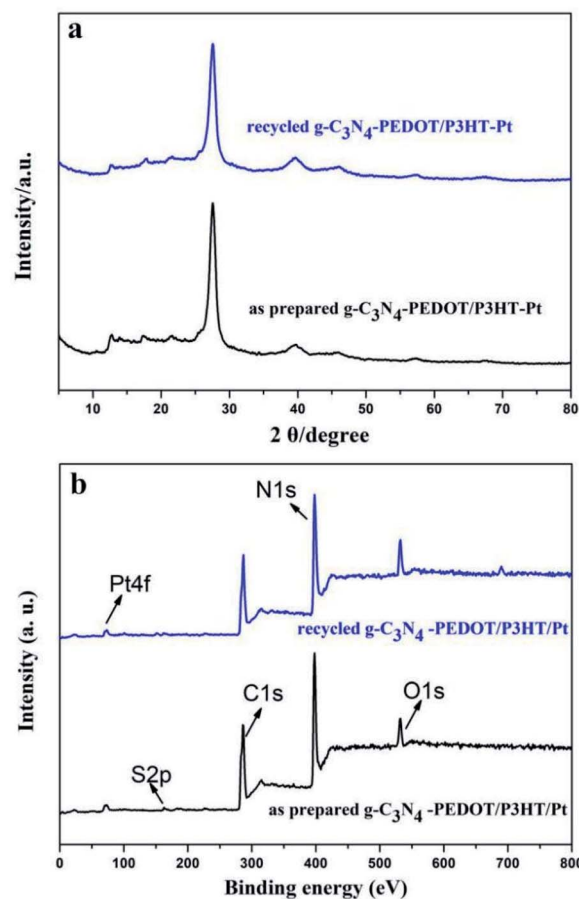 a
recycled g-C₃N₄-PEDOT/P3HT-Pt
as prepared g-C₃N₄-PEDOT/P3HT-Pt
Intensity/a.u.
10 20 30 40 50 60 70 80
2 θ/degree
b
N1s
Pt4f
recycled g-C₃N₄ -PEDOT/P3HT/Pt
C1s
O1s
S2p
as prepared g-C₃N₄ -PEDOT/P3HT/Pt
Intensity (a. u.)
0 100 200 300 400 500 600 700 800
Binding energy (eV)